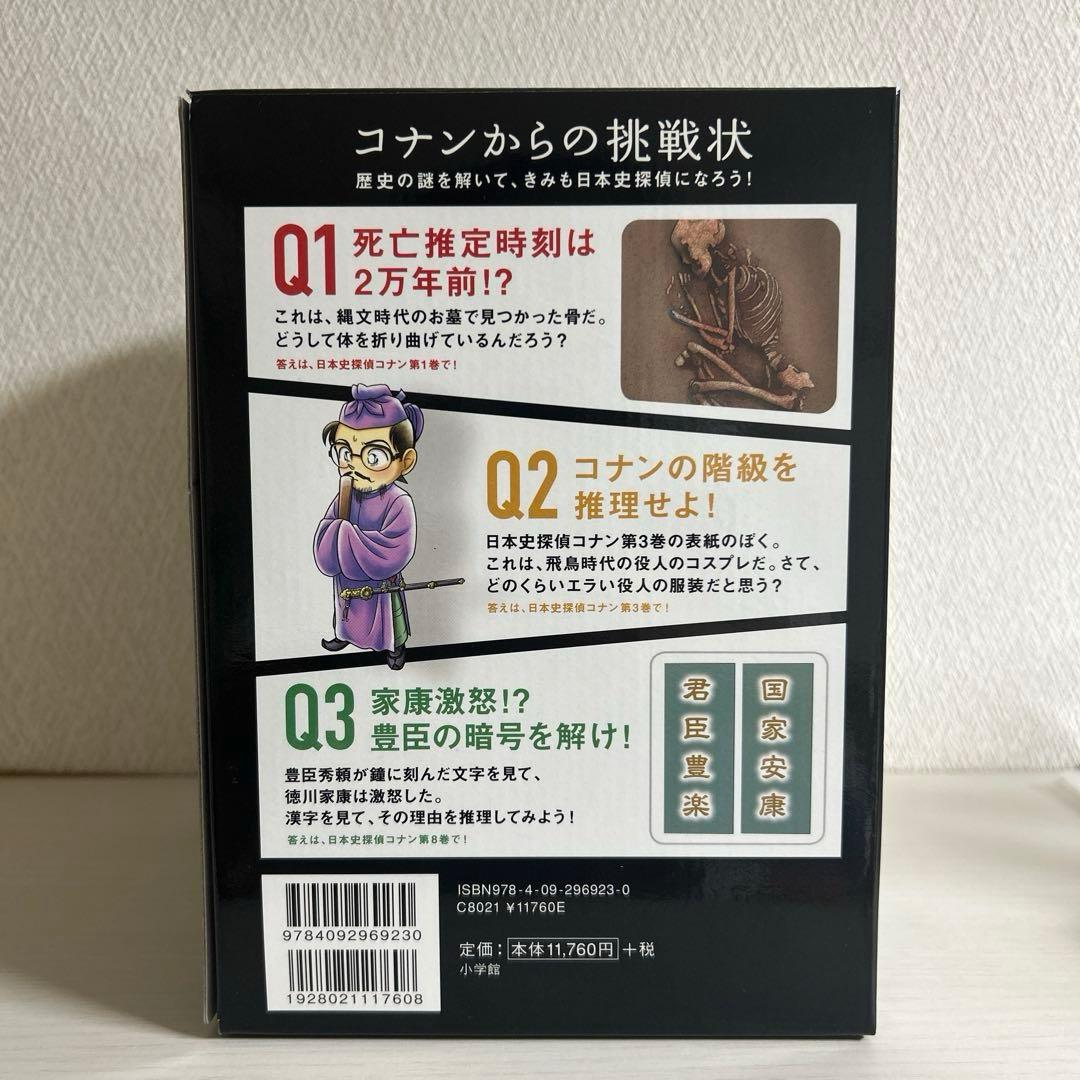 コナンからの挑戦状
歴史の謎を解いて、きみも日本史探偵になろう!
Q1 死亡推定時刻は
2万年前!?
これは、縄文時代のお墓で見つかった骨だ。
どうして体を折り曲げているんだろう?
答えは、日本史探偵コナン第1巻で!
Q2 コナンの階級を
推理せよ!
日本史探偵コナン第3巻の表紙のぼく。
これは、飛鳥時代の役人のコスプレだ。さて、
どのくらいエラい役人の服装だと思う?
答えは、日本史探偵コナン第3巻で!
Q3 家康激怒!?
豊臣の暗号を解け!
豊臣秀頼が鐘に刻んだ文字を見て、
徳川家康は激怒した。
漢字を見て、その理由を推理してみよう!
答えは、日本史探偵コナン第8巻で!
国家安康
君臣豊楽
9784092969230
1928021117608
ISBN978-4-09-296923-0
C8021 ¥11760E
定価:本体11,760円+税
小学館